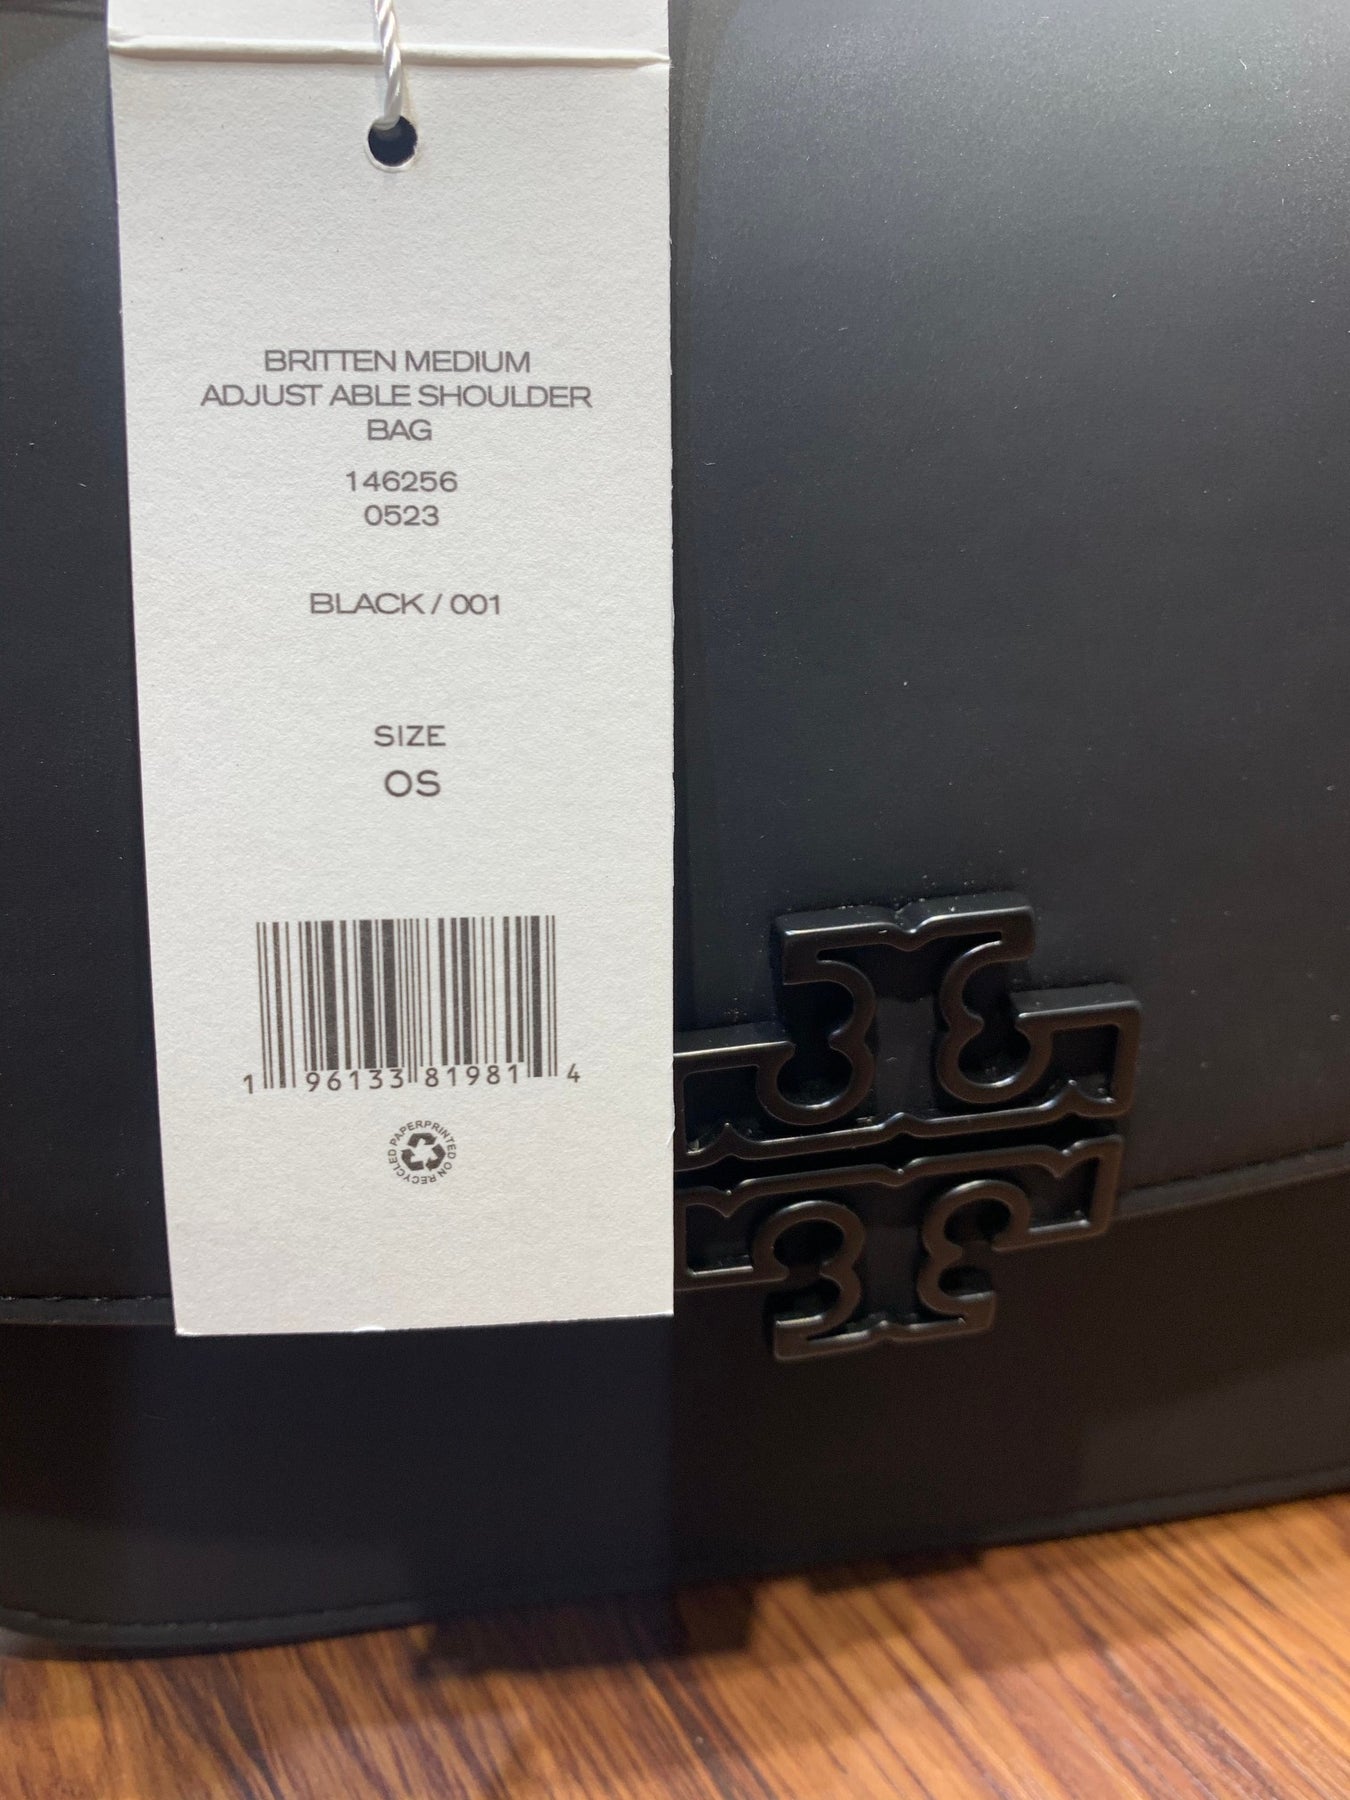 BRITTEN MEDIUM
ADJUST ABLE SHOULDER
BAG
146256
0523
BLACK / 001
SIZE
OS
1 96133 81981 4
PRINTED ON RECYCLED PAPER